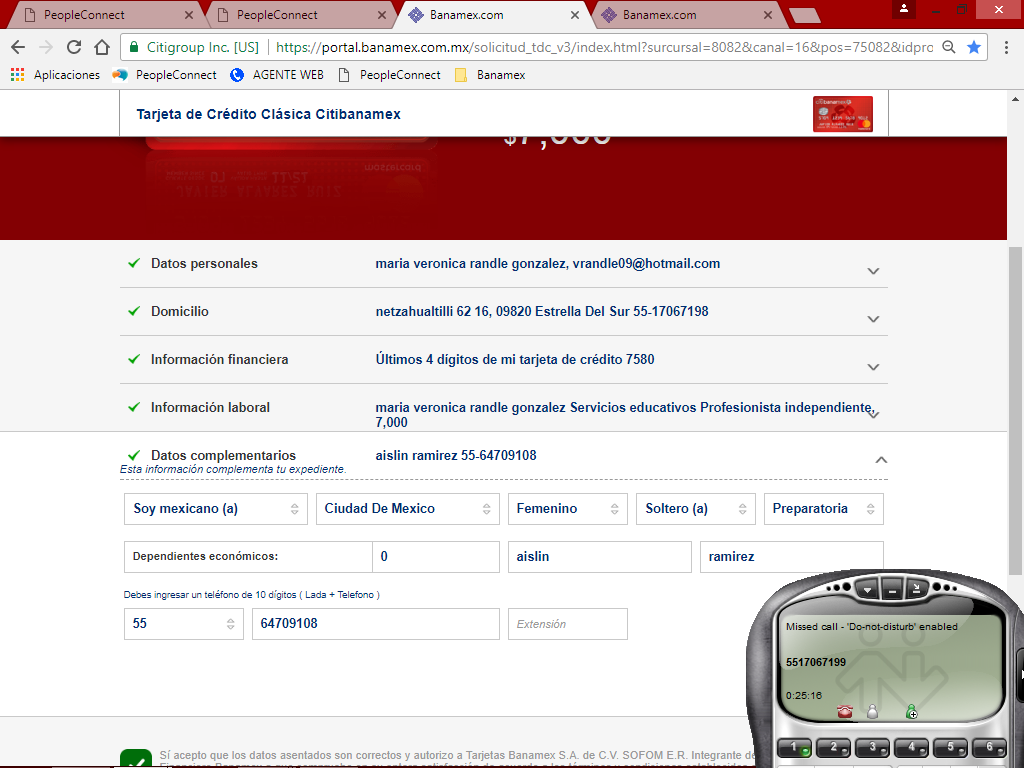 PeopleConnect
PeopleConnect
Banamex.com
Banamex.com
Citigroup Inc. [US] https://portal.banamex.com.mx/solicitud_tdc_v3/index.html?surcursal=8082&canal=16&pos=75082&idpro
Aplicaciones PeopleConnect AGENTE WEB PeopleConnect Banamex
Tarjeta de Crédito Clásica Citibanamex
$7,000
Datos personales maria veronica randle gonzalez, vrandle09@hotmail.com
Domicilio netzahualtilli 62 16, 09820 Estrella Del Sur 55-17067198
Información financiera Últimos 4 dígitos de mi tarjeta de crédito 7580
Información laboral maria veronica randle gonzalez Servicios educativos Profesionista independiente,
7,000
Datos complementarios aislin ramirez 55-64709108
Esta información complementa tu expediente.
Soy mexicano (a) Ciudad De Mexico Femenino Soltero (a) Preparatoria
Dependientes económicos: 0 aislin ramirez
Debes ingresar un teléfono de 10 dígitos ( Lada + Telefono )
55 64709108 Extensión
Missed call - 'Do-not-disturb' enabled
5517067199
0:25:16
1 2 3 4 5 6
Sí acepto que los datos asentados son correctos y autorizo a Tarjetas Banamex S.A. de C.V. SOFOM E.R. Integrante de